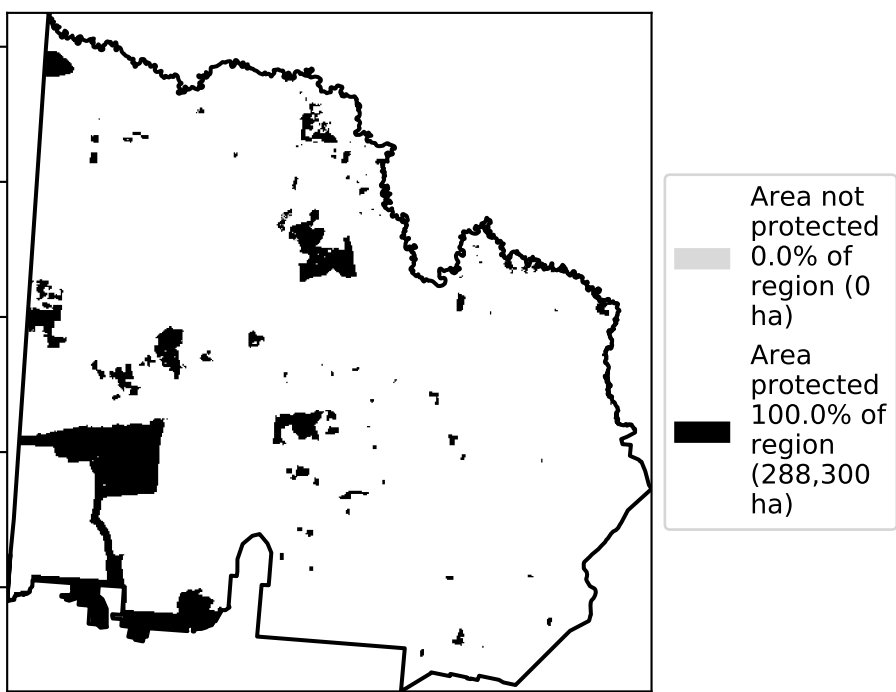 Area not
protected
0.0% of
region (0
ha)
Area
protected
100.0% of
region
(288,300
ha)